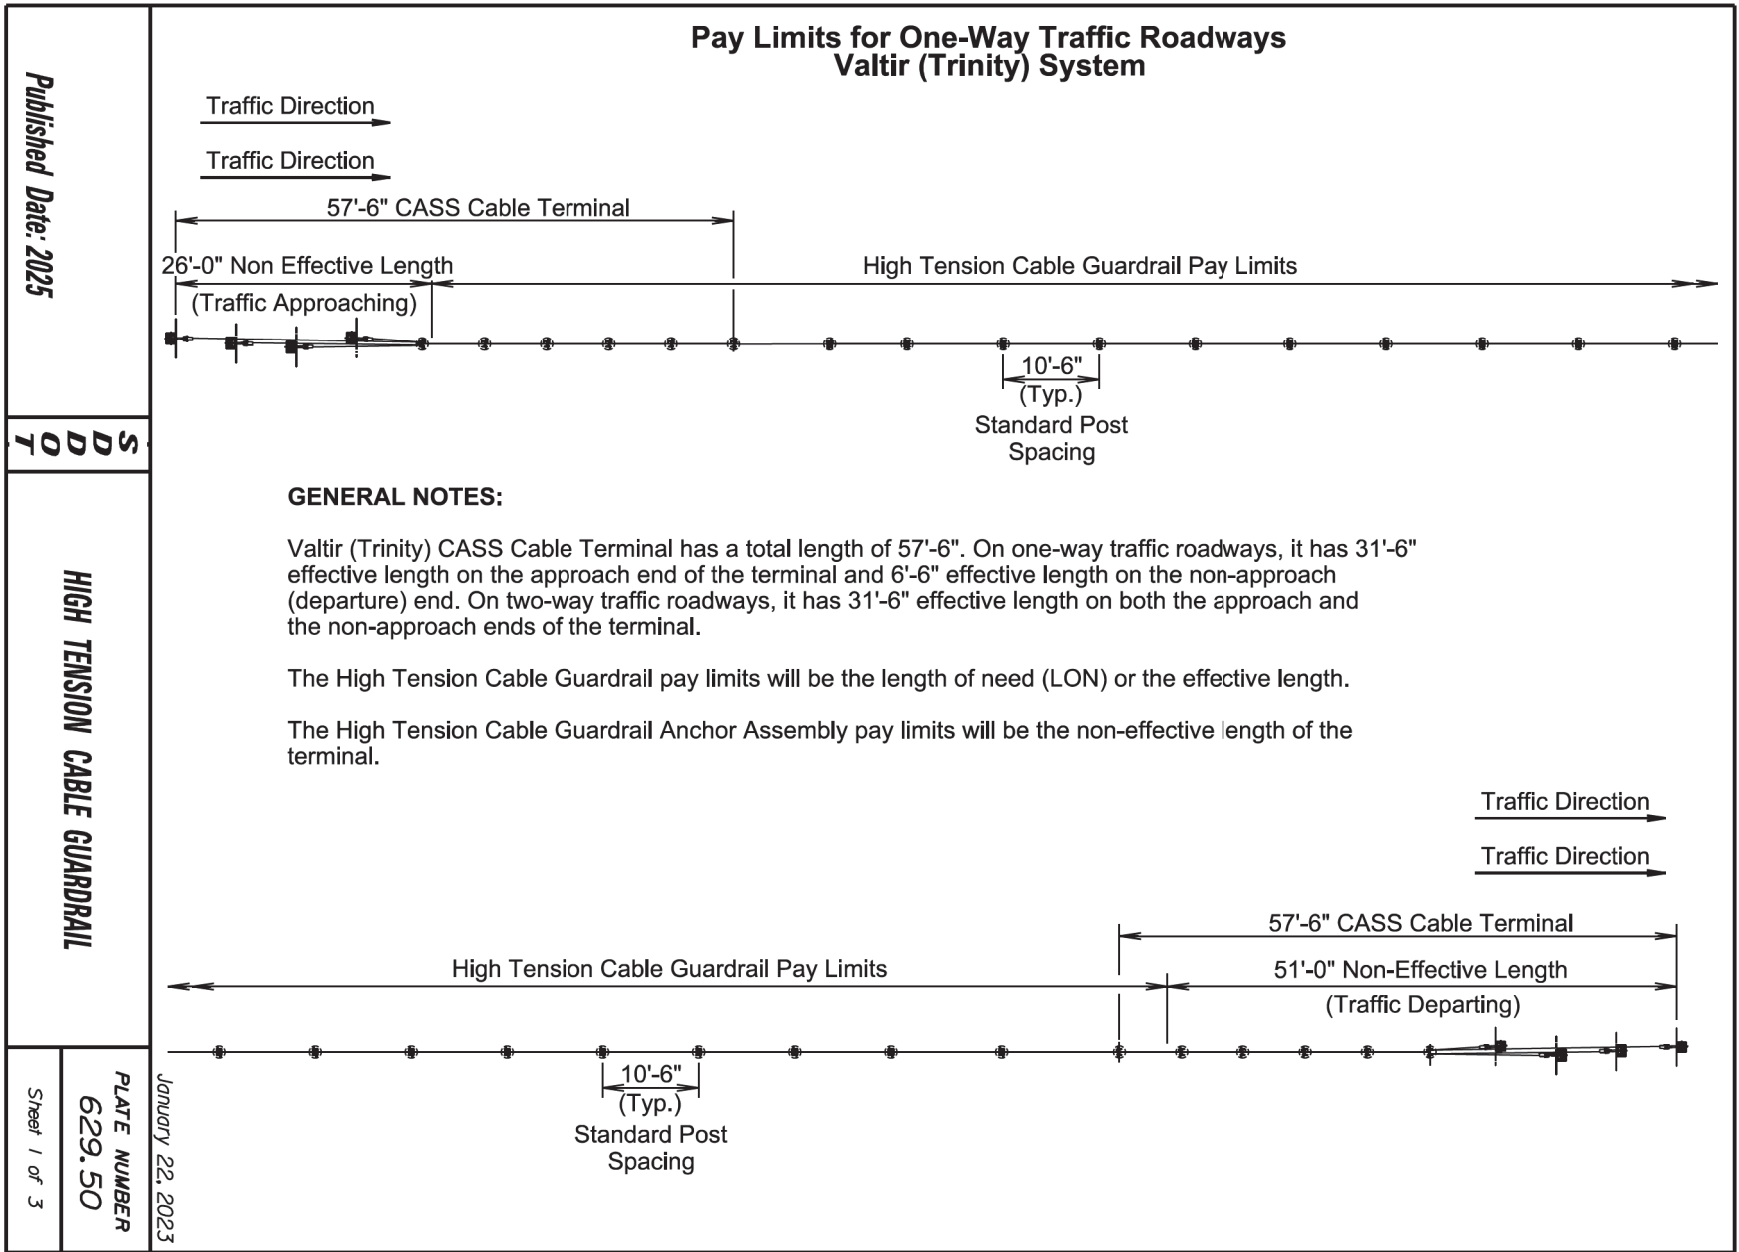 Pay Limits for One-Way Traffic Roadways
Valtir (Trinity) System
Traffic Direction
Traffic Direction
57'-6" CASS Cable Terminal
26'-0" Non Effective Length
(Traffic Approaching)
High Tension Cable Guardrail Pay Limits
10'-6"
(Typ.)
Standard Post
Spacing
GENERAL NOTES:
Valtir (Trinity) CASS Cable Terminal has a total length of 57'-6". On one-way traffic roadways, it has 31'-6"
effective length on the approach end of the terminal and 6'-6" effective length on the non-approach
(departure) end. On two-way traffic roadways, it has 31'-6" effective length on both the approach and
the non-approach ends of the terminal.
The High Tension Cable Guardrail pay limits will be the length of need (LON) or the effective length.
The High Tension Cable Guardrail Anchor Assembly pay limits will be the non-effective length of the
terminal.
Traffic Direction
Traffic Direction
57'-6" CASS Cable Terminal
High Tension Cable Guardrail Pay Limits
51'-0" Non-Effective Length
(Traffic Departing)
10'-6"
(Typ.)
Standard Post
Spacing
January 22, 2023
Published Date: 2025
S
D
D
O
T
HIGH TENSION CABLE GUARDRAIL
PLATE NUMBER
629.50
Sheet 1 of 3